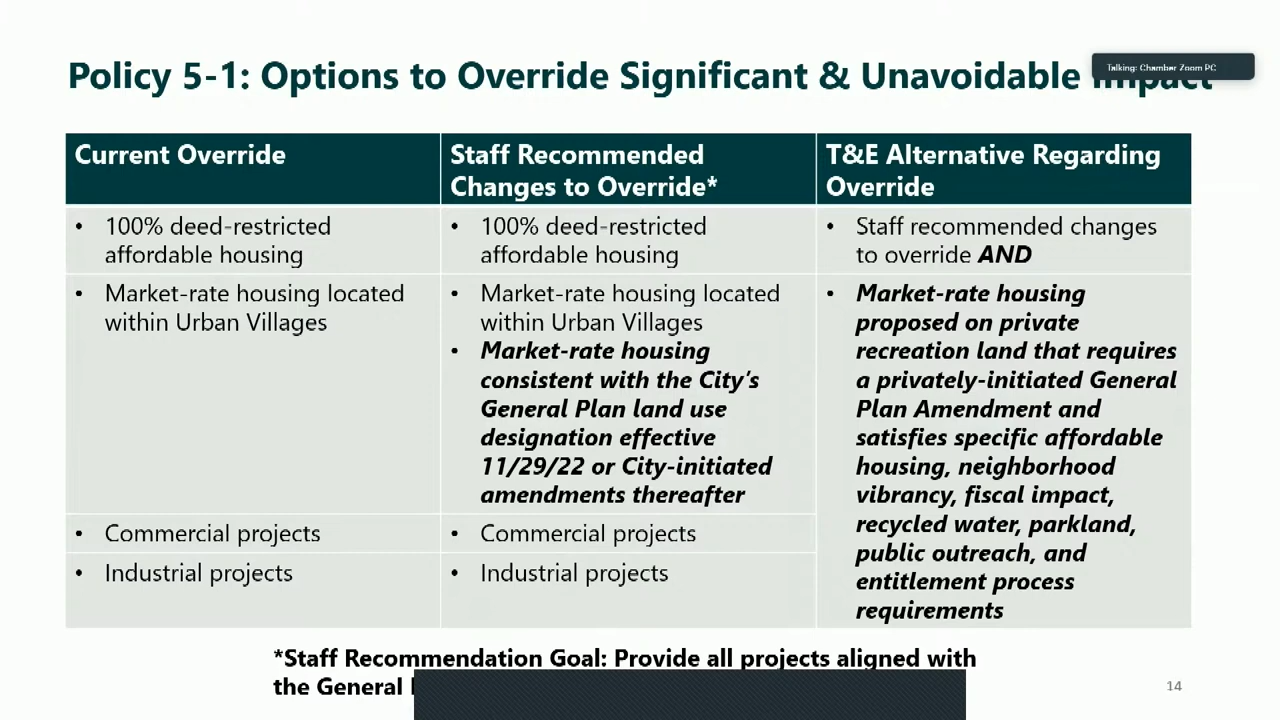 Policy 5-1: Options to Override Significant & Unavoidable Impact
Talking: Chamber Zoom PC
Current Override
Staff Recommended
Changes to Override*
T&E Alternative Regarding
Override
• 100% deed-restricted
affordable housing
• 100% deed-restricted
affordable housing
• Staff recommended changes
to override AND
• Market-rate housing located
within Urban Villages
• Market-rate housing located
within Urban Villages
• Market-rate housing
consistent with the City's
General Plan land use
designation effective
11/29/22 or City-initiated
amendments thereafter
• Market-rate housing
proposed on private
recreation land that requires
a privately-initiated General
Plan Amendment and
satisfies specific affordable
housing, neighborhood
vibrancy, fiscal impact,
recycled water, parkland,
public outreach, and
entitlement process
requirements
• Commercial projects
• Commercial projects
• Industrial projects
• Industrial projects
*Staff Recommendation Goal: Provide all projects aligned with
the General
14